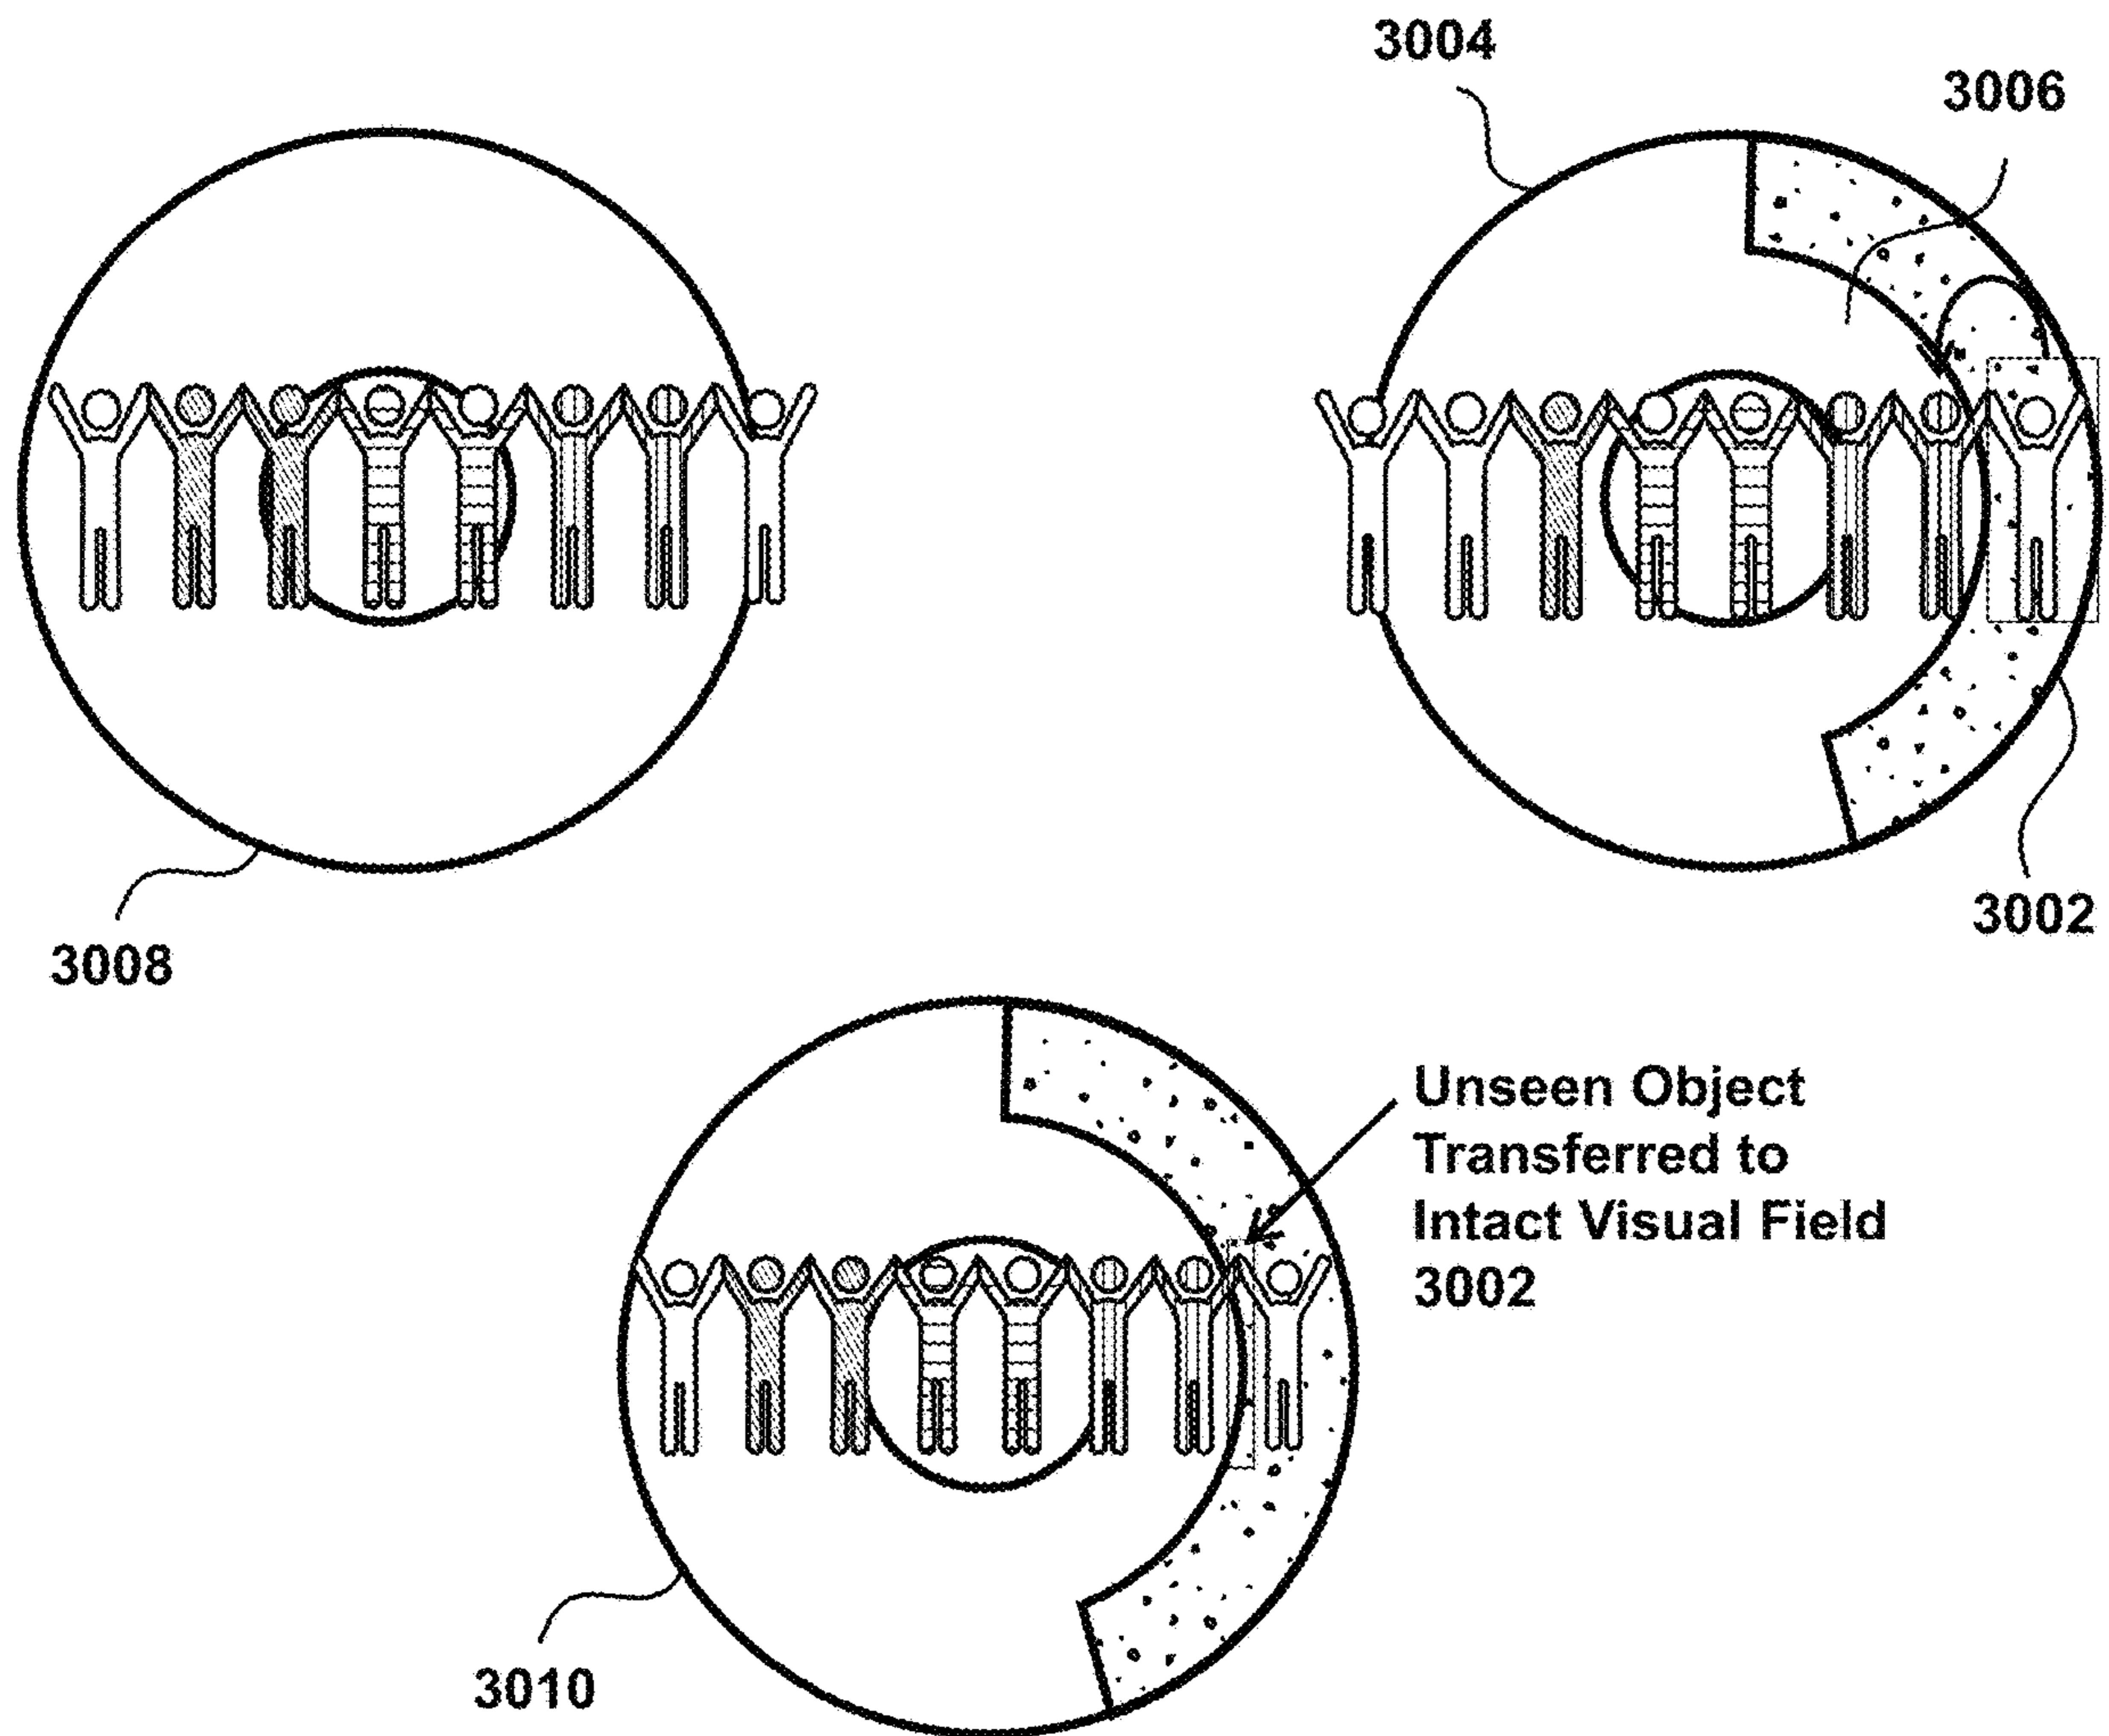 3004
3006
3008
3002
Unseen Object
Transferred to
Intact Visual Field
3002
3010